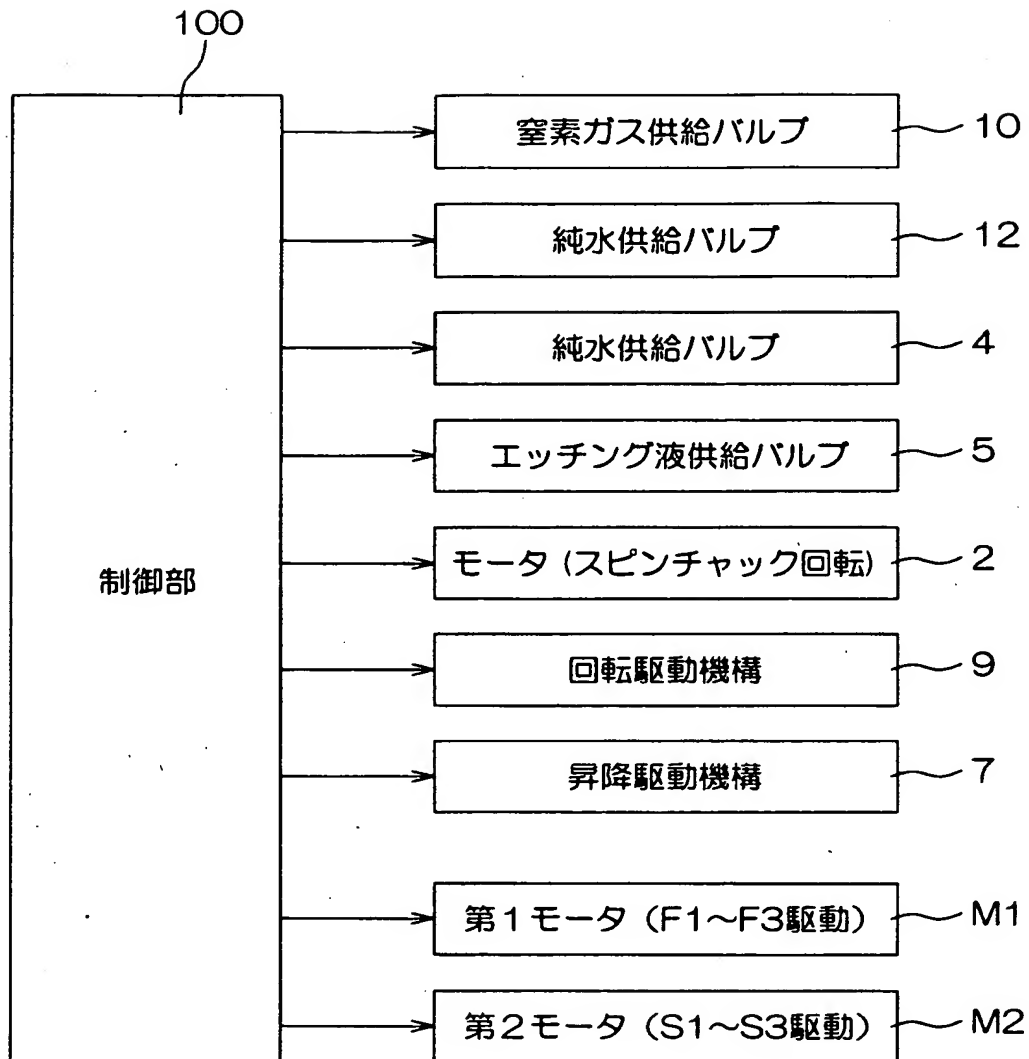 100
窒素ガス供給バルブ 10
純水供給バルブ 12
純水供給バルブ 4
エッチング液供給バルブ 5
モータ (スピンチャック回転) 2
制御部
回転駆動機構 9
昇降駆動機構 7
第1モータ (F1～F3駆動) M1
第2モータ (S1～S3駆動) M2